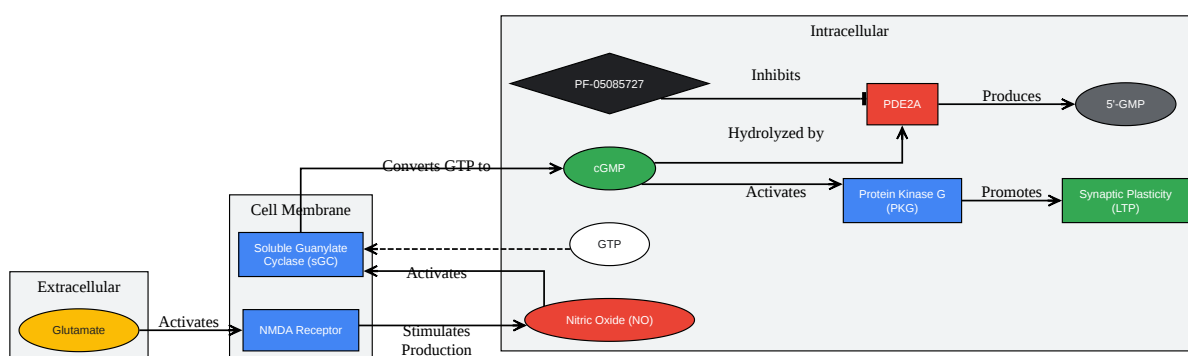 Intracellular
PF-05085727
Inhibits
PDE2A
Produces
5'-GMP
Hydrolyzed by
Converts GTP to
cGMP
Activates
Protein Kinase G
(PKG)
Promotes
Synaptic Plasticity
(LTP)
Cell Membrane
Soluble Guanylate
Cyclase (sGC)
GTP
Activates
Extracellular
Glutamate
Activates
NMDA Receptor
Stimulates
Production
Nitric Oxide (NO)